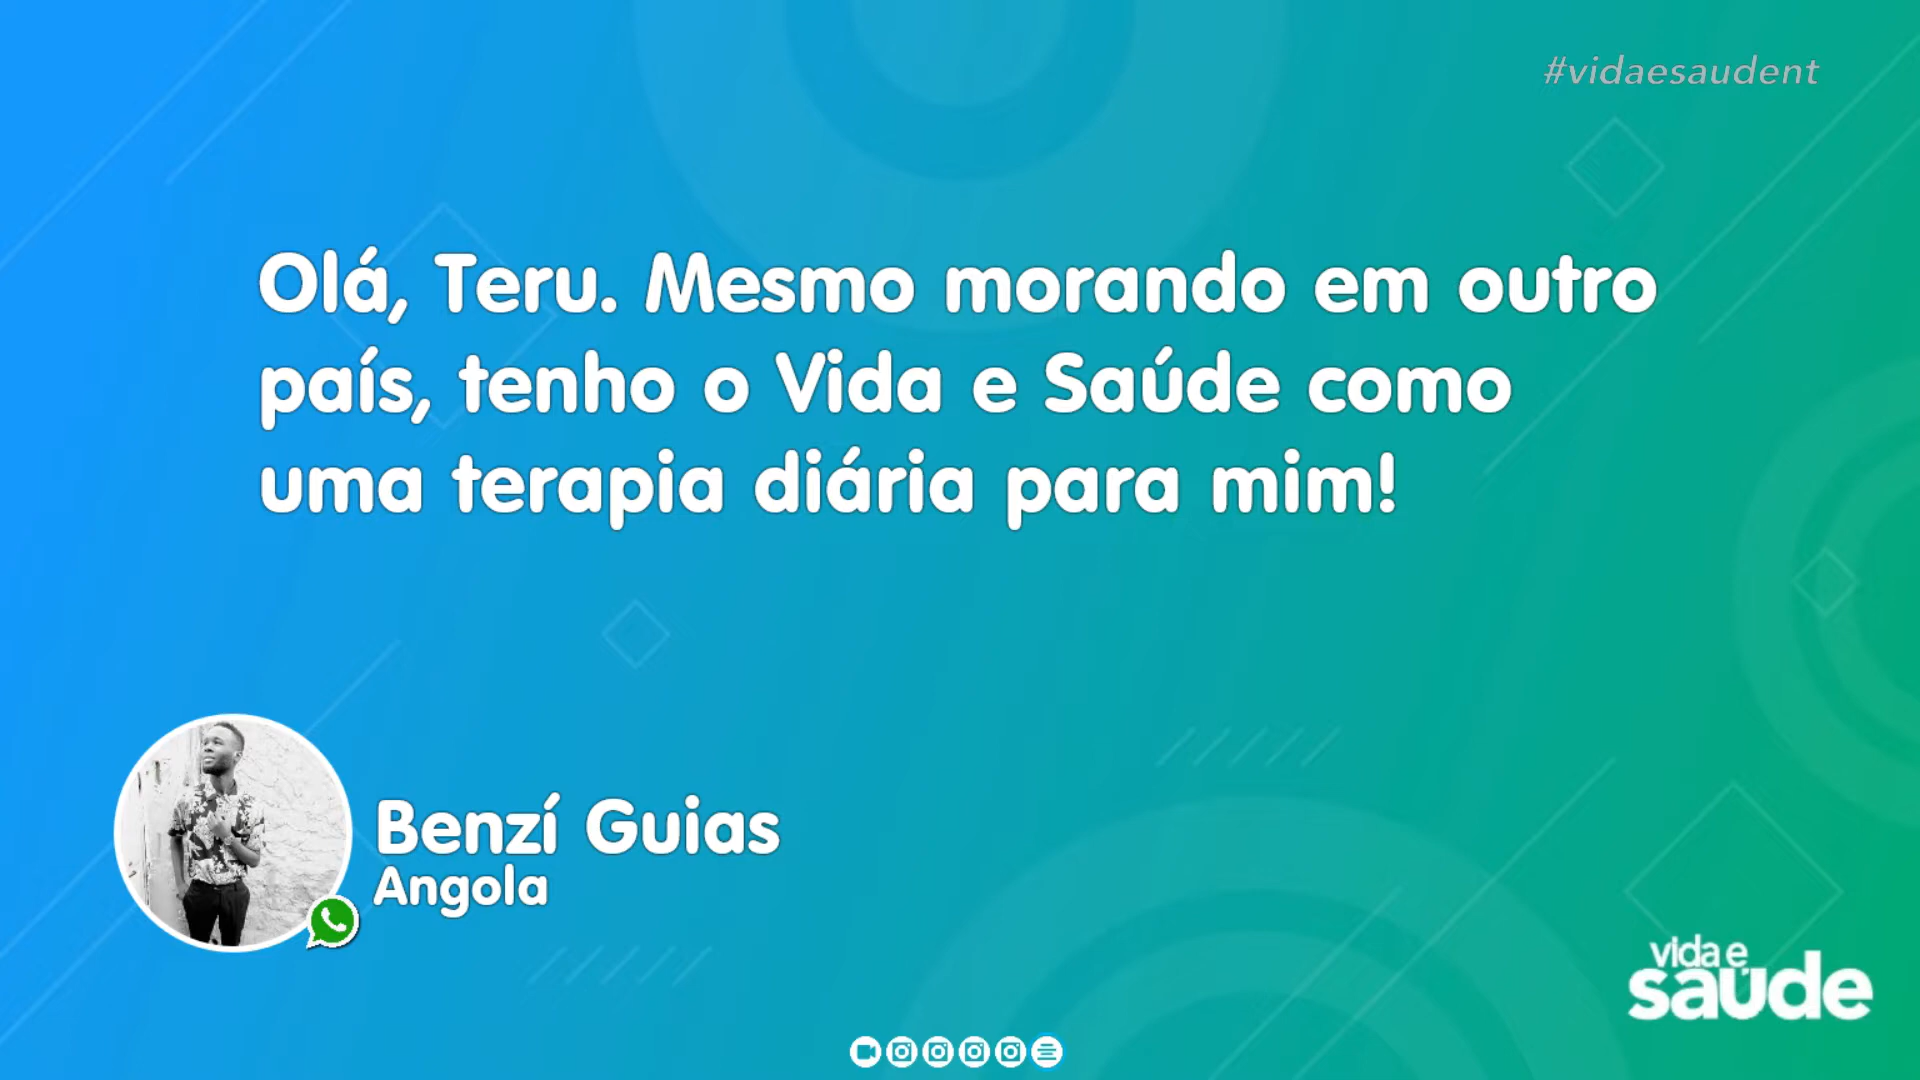 #vidaesaudent
Olá, Teru. Mesmo morando em outro
país, tenho o Vida e Saúde como
uma terapia diária para mim!
Benzí Guias
Angola
vida e
saúde